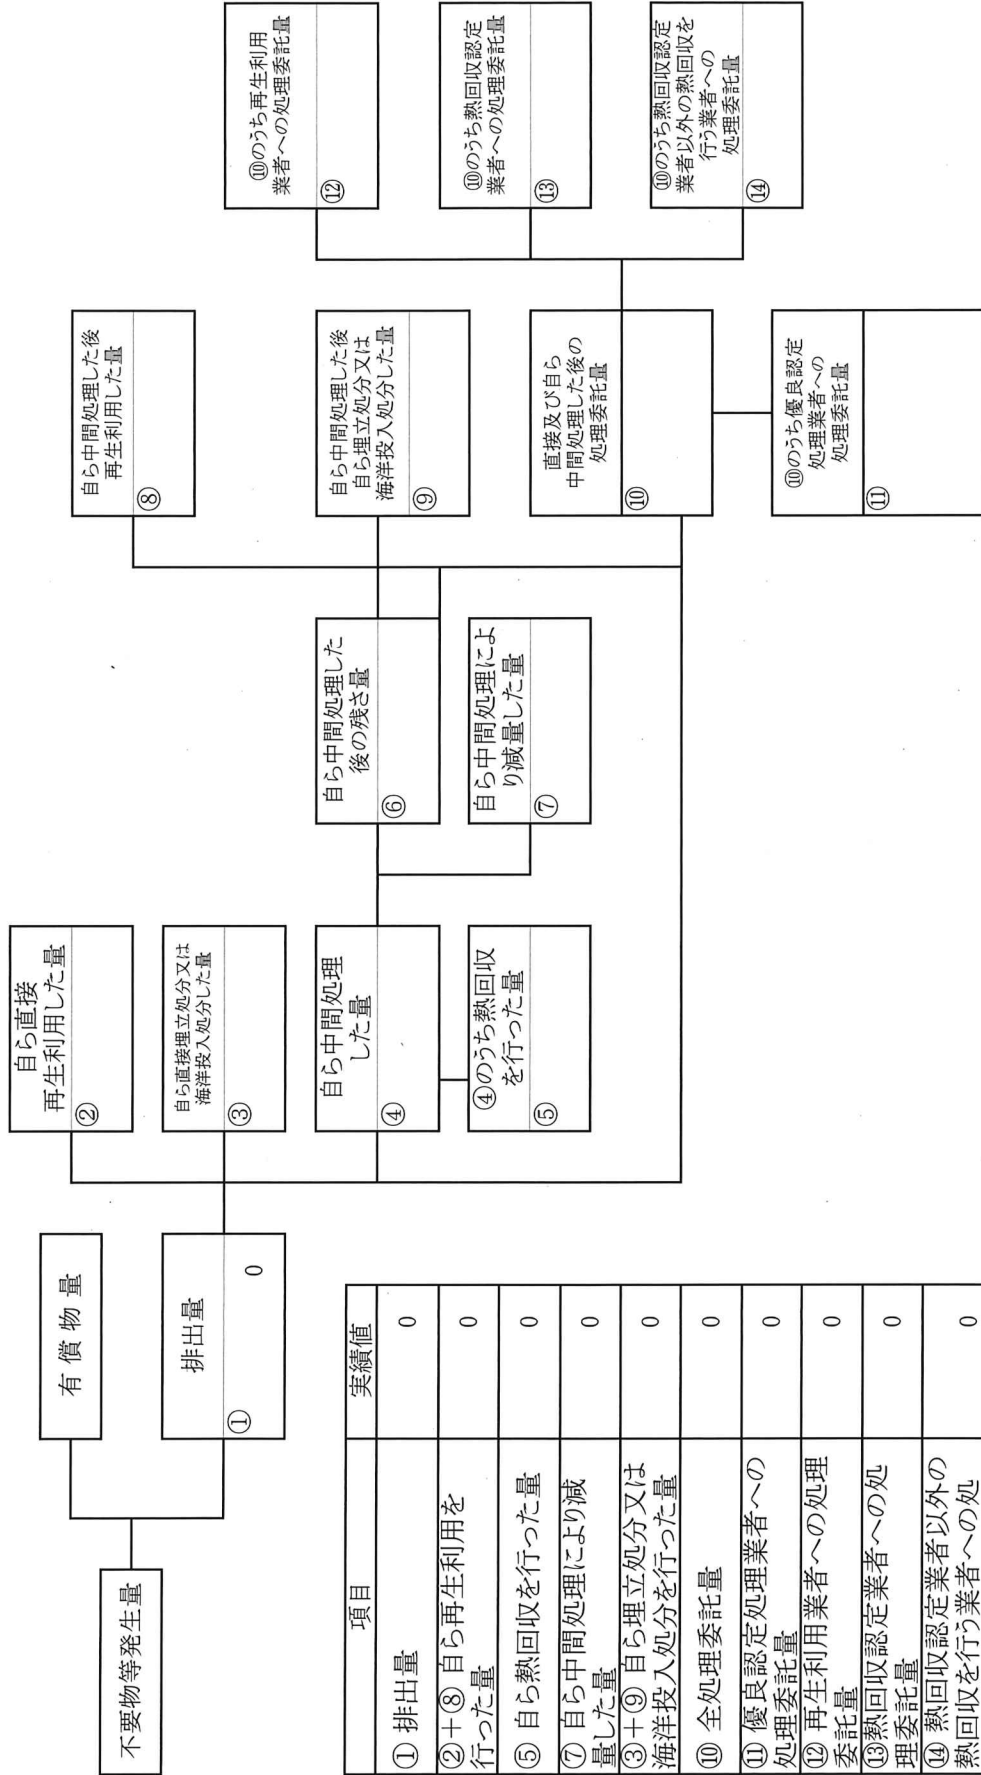 不要物等発生量
有償物量
排出量
①
0
自ら直接
再生利用した量
②
自ら直接埋立処分又は
海洋投入処分した量
③
自ら中間処理
した量
④
④のうち熱回収
を行った量
⑤
自ら中間処理した
後の残さ量
⑥
自ら中間処理によ
り減量した量
⑦
自ら中間処理した後
再生利用した量
⑧
自ら中間処理した後
自ら埋立処分又は
海洋投入処分した量
⑨
直接及び自ら
中間処理した後の
処理委託量
⑩
⑩のうち優良認定
処理業者への
処理委託量
⑪
⑩のうち再生利用
業者への処理委託量
⑫
⑩のうち熱回収認定
業者への処理委託量
⑬
⑩のうち熱回収認定
業者以外の熱回収を
行う業者への
処理委託量
⑭
項目 実績値
①排出量 0
②+⑧ 自ら再生利用を
行った量 0
⑤ 自ら熱回収を行った量 0
⑦ 自ら中間処理により減
量した量 0
③+⑨ 自ら埋立処分又は
海洋投入処分を行った量 0
⑩ 全処理委託量 0
⑪ 優良認定処理業者への
処理委託量 0
⑫ 再生利用業者への処理
委託量 0
⑬熱回収認定業者への処
理委託量 0
⑭ 熱回収認定業者以外の
熱回収を行う業者への処 0